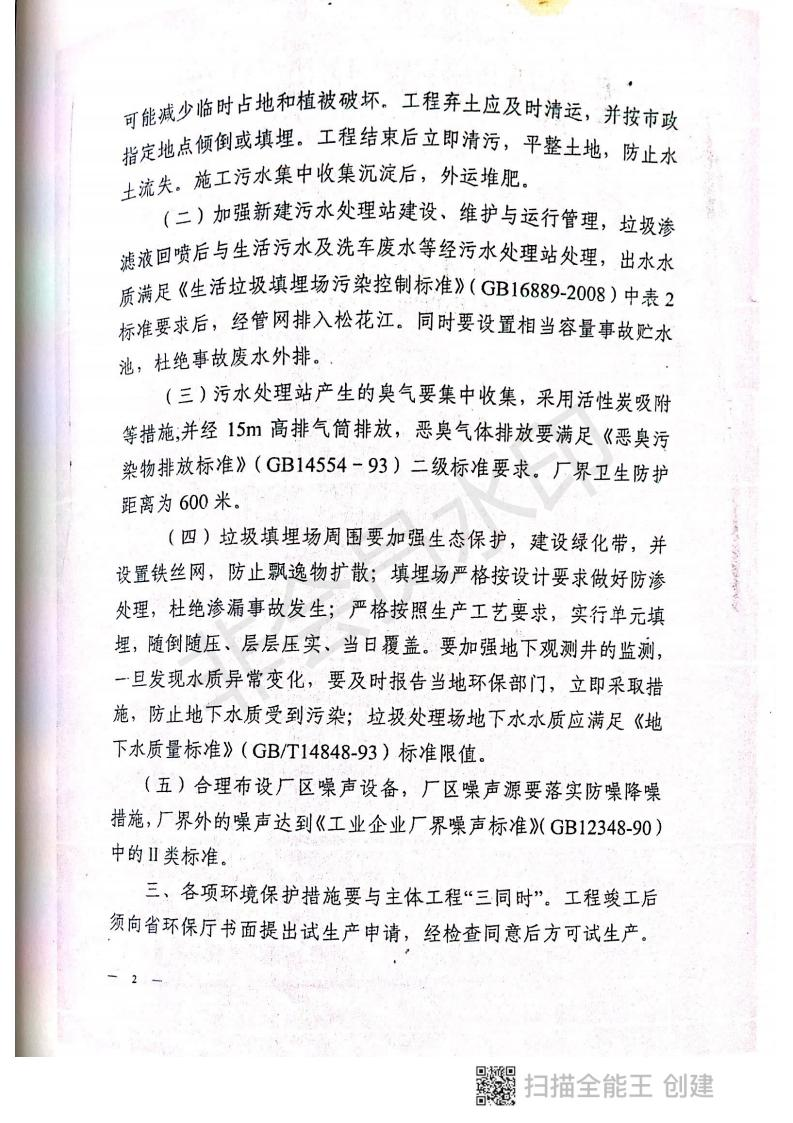 可能减少临时占地和植被破坏。工程弃土应及时清运，并按市政
指定地点倾倒或填埋。工程结束后立即清污，平整土地，防止水
土流失。施工污水集中收集沉淀后，外运堆肥。
（二）加强新建污水处理站建设、维护与运行管理，垃圾渗
滤液回喷后与生活污水及洗车废水等经污水处理站处理，出水水
质满足《生活垃圾填埋场污染控制标准》（GB16889-2008）中表2
标准要求后，经管网排入松花江。同时要设置相当容量事故贮水
池，杜绝事故废水外排。
（三）污水处理站产生的臭气要集中收集，采用活性炭吸附
等措施,并经 15m 高排气筒排放，恶臭气体排放要满足《恶臭污
染物排放标准》（GB14554－93）二级标准要求。厂界卫生防护
距离为 600 米。
（四）垃圾填埋场周围要加强生态保护，建设绿化带，并
设置铁丝网，防止飘逸物扩散；填埋场严格按设计要求做好防渗
处理，杜绝渗漏事故发生；严格按照生产工艺要求，实行单元填
埋，随倒随压、层层压实、当日覆盖。要加强地下观测井的监测，
一旦发现水质异常变化，要及时报告当地环保部门，立即采取措
施，防止地下水质受到污染；垃圾处理场地下水水质应满足《地
下水质量标准》（GB/T14848-93）标准限值。
（五）合理布设厂区噪声设备，厂区噪声源要落实防噪降噪
措施，厂界外的噪声达到《工业企业厂界噪声标准》（GB12348-90）
中的Ⅱ类标准。
三、各项环境保护措施要与主体工程“三同时”。工程竣工后
须向省环保厅书面提出试生产申请，经检查同意后方可试生产。
— 2 —
非会员水印
扫描全能王 创建